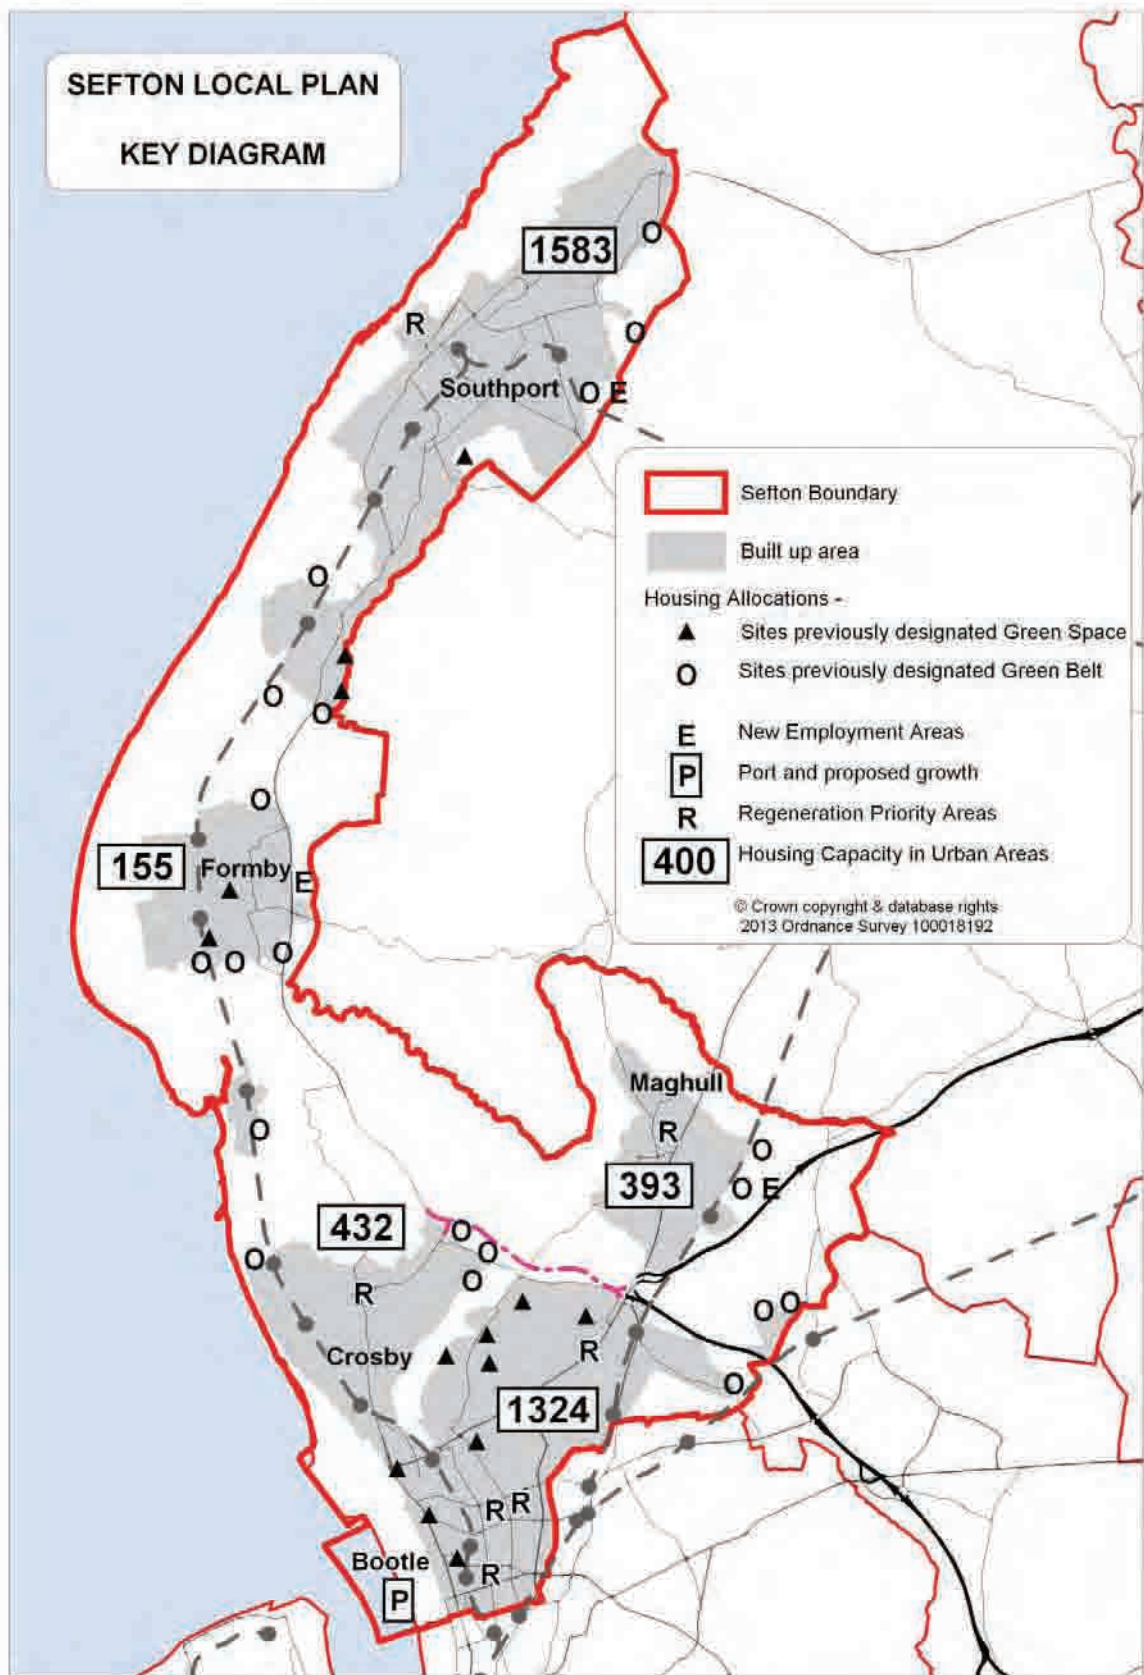 SEFTON LOCAL PLAN
KEY DIAGRAM
1583
O
R
O
Southport
O E
▲
Sefton Boundary
Built up area
Housing Allocations -
▲ Sites previously designated Green Space
O Sites previously designated Green Belt
E New Employment Areas
P Port and proposed growth
R Regeneration Priority Areas
400 Housing Capacity in Urban Areas
© Crown copyright & database rights
2013 Ordnance Survey 100018192
O
O
O
O
155
Formby
E
O O O
Maghull
R
O
O
393
O E
432
O
O
O
O
R
O O
R
Crosby
O
1324
R R
Bootle
R
P